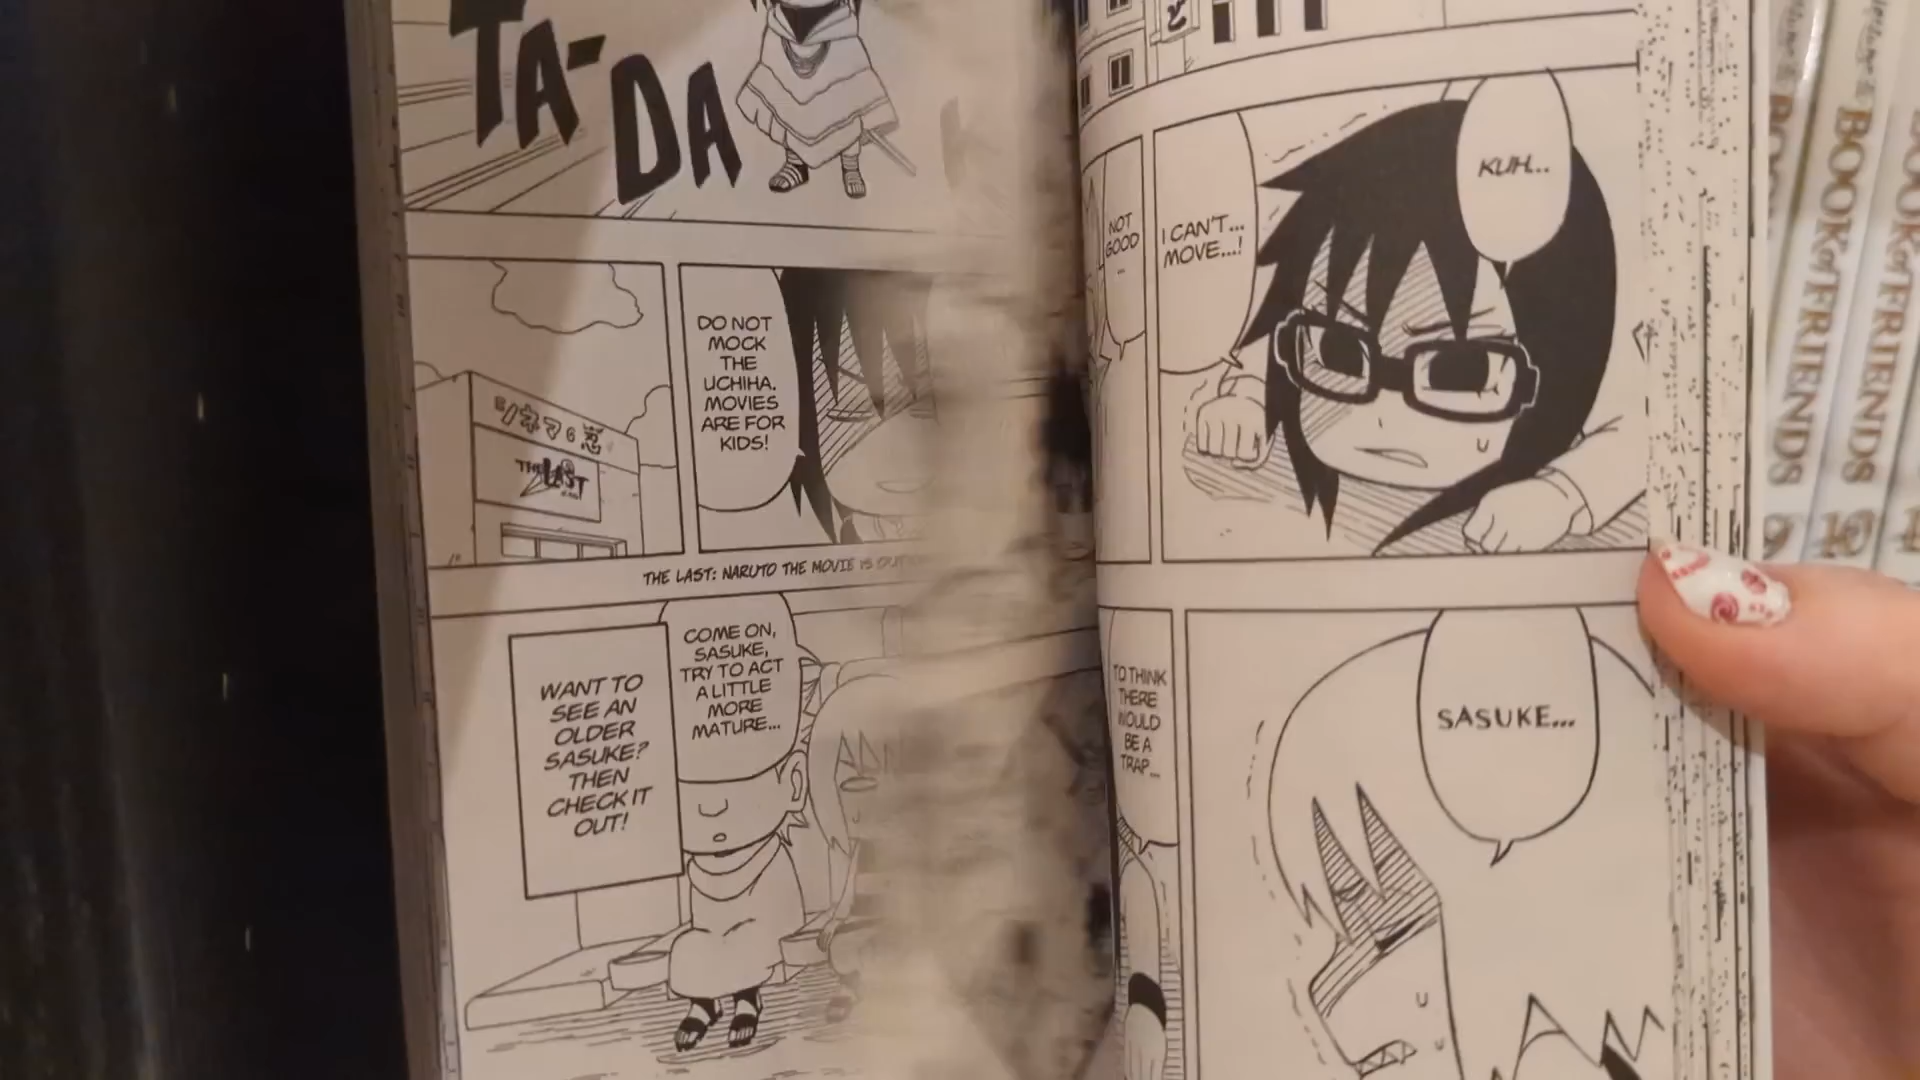 TA-
DA
DO NOT
MOCK
THE
UCHIHA.
MOVIES
ARE FOR
KIDS!
THE
LAST
THE LAST: NARUTO THE MOVIE IS OUT
COME ON,
SASUKE,
TRY TO ACT
A LITTLE
MORE
MATURE...
WANT TO
SEE AN
OLDER
SASUKE?
THEN
CHECK IT
OUT!
KUH...
I CAN'T...
MOVE...!
NOT
GOOD
...
SASUKE...
TO THINK
THERE
WOULD
BE A
TRAP...
BOOK of FRIENDS
9
BOOK of FRIENDS
10